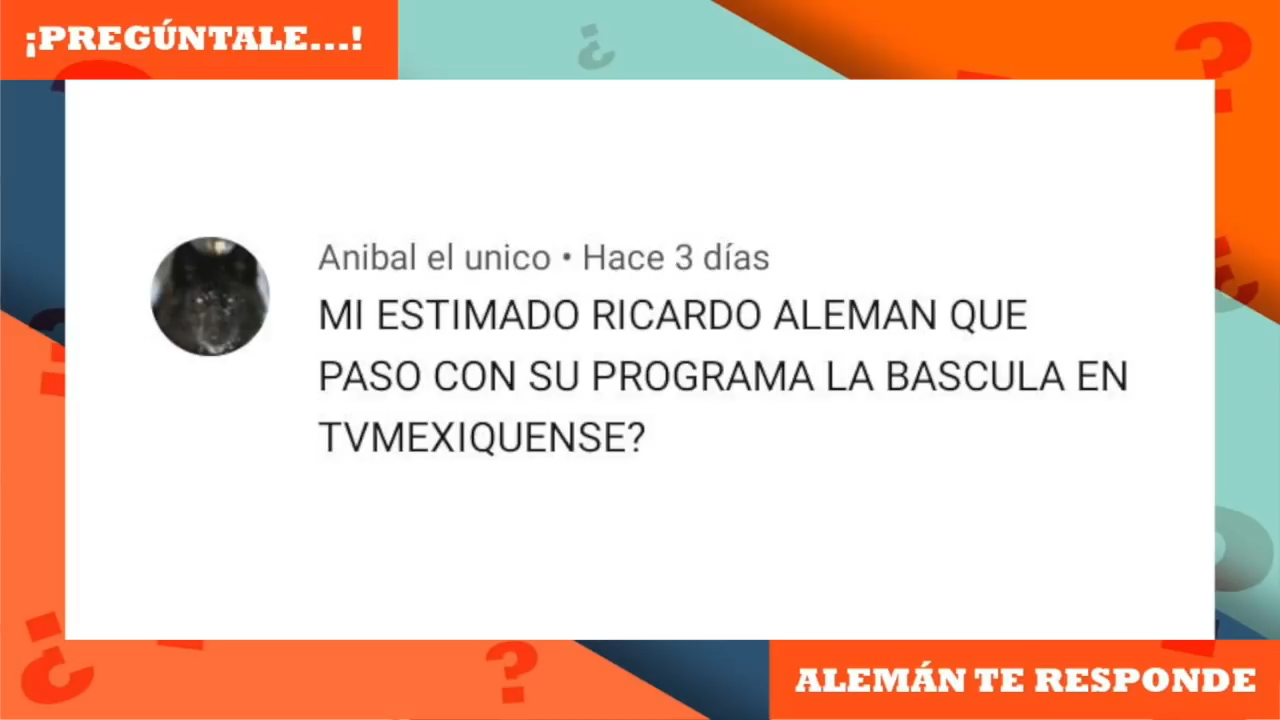 ¡PREGÚNTALE...!
Anibal el unico • Hace 3 días
MI ESTIMADO RICARDO ALEMAN QUE
PASO CON SU PROGRAMA LA BASCULA EN
TVMEXIQUENSE?
ALEMÁN TE RESPONDE